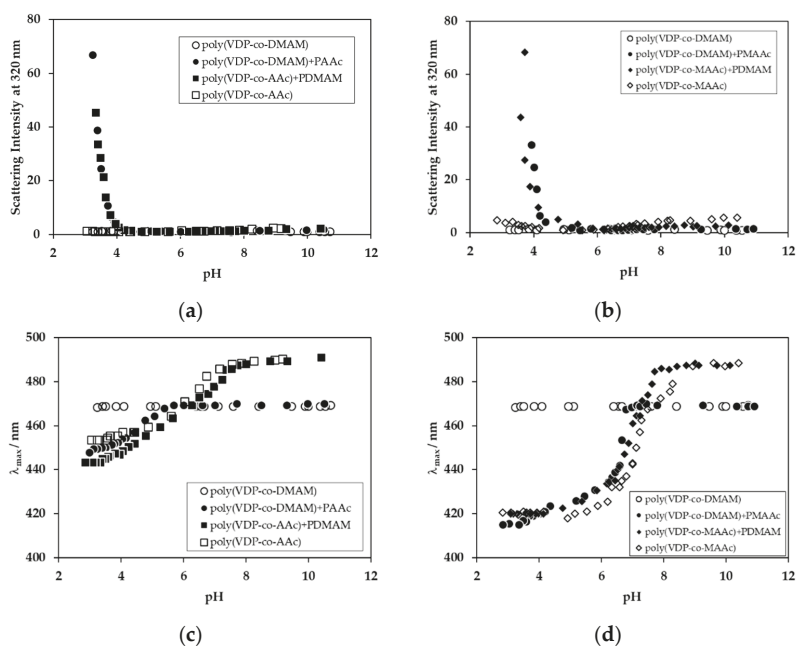 80
60
40
20
0
2 4 6 8 10 12
Scattering Intensity at 320 nm
pH
poly(VDP-co-DMAM)
poly(VDP-co-DMAM)+PAAc
poly(VDP-co-AAc)+PDMAM
poly(VDP-co-AAc)
(a)
80
60
40
20
0
2 4 6 8 10 12
Scattering Intensity at 320 nm
pH
poly(VDP-co-DMAM)
poly(VDP-co-DMAM)+PMAAc
poly(VDP-co-MAAc)+PDMAM
poly(VDP-co-MAAc)
(b)
500
480
460
440
420
400
2 4 6 8 10 12
λmax/ nm
pH
poly(VDP-co-DMAM)
poly(VDP-co-DMAM)+PAAc
poly(VDP-co-AAc)+PDMAM
poly(VDP-co-AAc)
(c)
500
480
460
440
420
400
2 4 6 8 10 12
λmax/ nm
pH
poly(VDP-co-DMAM)
poly(VDP-co-DMAM)+PMAAc
poly(VDP-co-MAAc)+PDMAM
poly(VDP-co-MAAc)
(d)